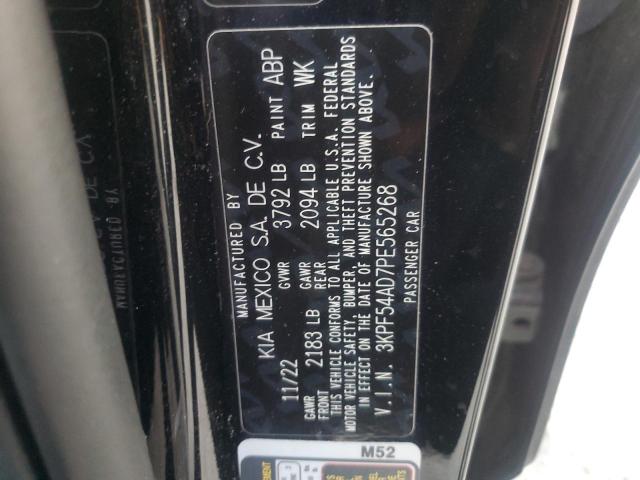 MANUFACTURED BY
KIA MEXICO S.A. DE C.V.
11/22 GVWR 3792 LB PAINT ABP
GAWR FRONT 2183 LB GAWR REAR 2094 LB TRIM WK
THIS VEHICLE CONFORMS TO ALL APPLICABLE U.S.A. FEDERAL
MOTOR VEHICLE SAFETY, BUMPER, AND THEFT PREVENTION STANDARDS
IN EFFECT ON THE DATE OF MANUFACTURE SHOWN ABOVE.
V.I.N. 3KPF54AD7PE565268
PASSENGER CAR
M52